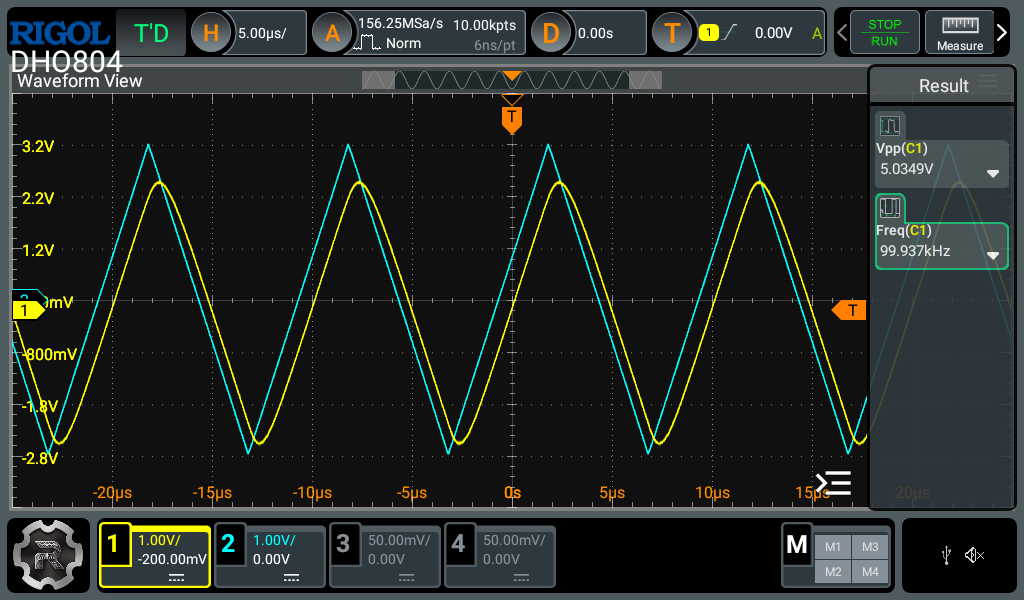 RIGOL
DHO804
T'D
H 5.00µs/
A 156.25MSa/s 10.00kpts
Norm 6ns/pt
D 0.00s
T 1 0.00V A
STOP
RUN
Measure
Waveform View
T
3.2V
2.2V
1.2V
2
1
mV
T
-800mV
-1.8V
-2.8V
-20µs -15µs -10µs -5µs 0s 5µs 10µs 15µs 20µs
Result
Vpp(C1)
5.0349V
Freq(C1)
99.937kHz
1 1.00V/
-200.00mV
2 1.00V/
0.00V
3 50.00mV/
0.00V
4 50.00mV/
0.00V
M
M1 M3
M2 M4
R